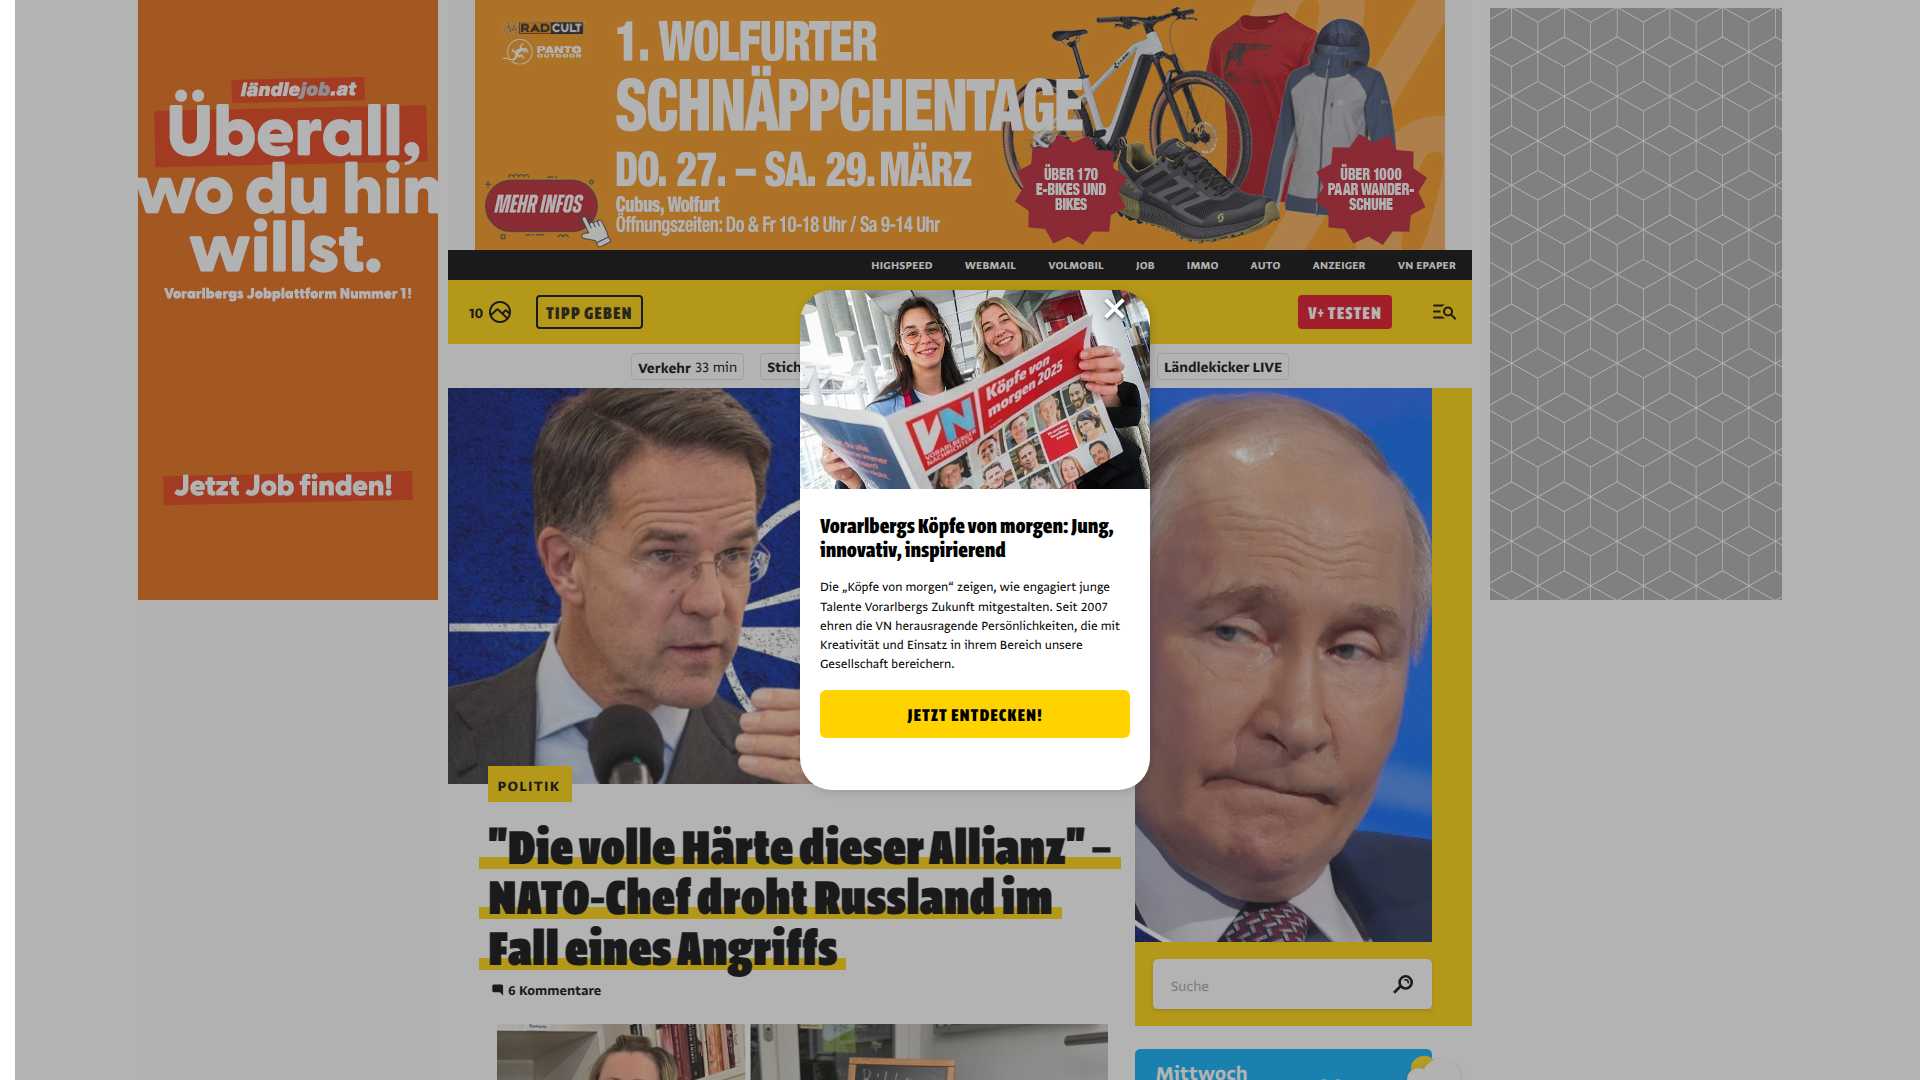 ländlejob.at
Überall,
wo du hin
willst.
Vorarlbergs Jobplattform Nummer 1!
Jetzt Job finden!
RADCULT
PANTO
OUTDOOR
1. WOLFURTER
SCHNÄPPCHENTAGE
DO. 27. – SA. 29. MÄRZ
MEHR INFOS
Cubus, Wolfurt
Öffnungszeiten: Do & Fr 10-18 Uhr / Sa 9-14 Uhr
ÜBER 170
E-BIKES UND
BIKES
ÜBER 1000
PAAR WANDER-
SCHUHE
HIGHSPEED WEBMAIL VOLMOBIL JOB IMMO AUTO ANZEIGER VN EPAPER
10 TIPP GEBEN V+ TESTEN
Verkehr 33 min Stich Ländlekicker LIVE
Köpfe von
morgen 2025
VN
VORARLBERGER
NACHRICHTEN
Vorarlbergs Köpfe von morgen: Jung,
innovativ, inspirierend
Die „Köpfe von morgen“ zeigen, wie engagiert junge
Talente Vorarlbergs Zukunft mitgestalten. Seit 2007
ehren die VN herausragende Persönlichkeiten, die mit
Kreativität und Einsatz in ihrem Bereich unsere
Gesellschaft bereichern.
JETZT ENTDECKEN!
POLITIK
"Die volle Härte dieser Allianz" –
NATO-Chef droht Russland im
Fall eines Angriffs
6 Kommentare
Suche
Mittwoch